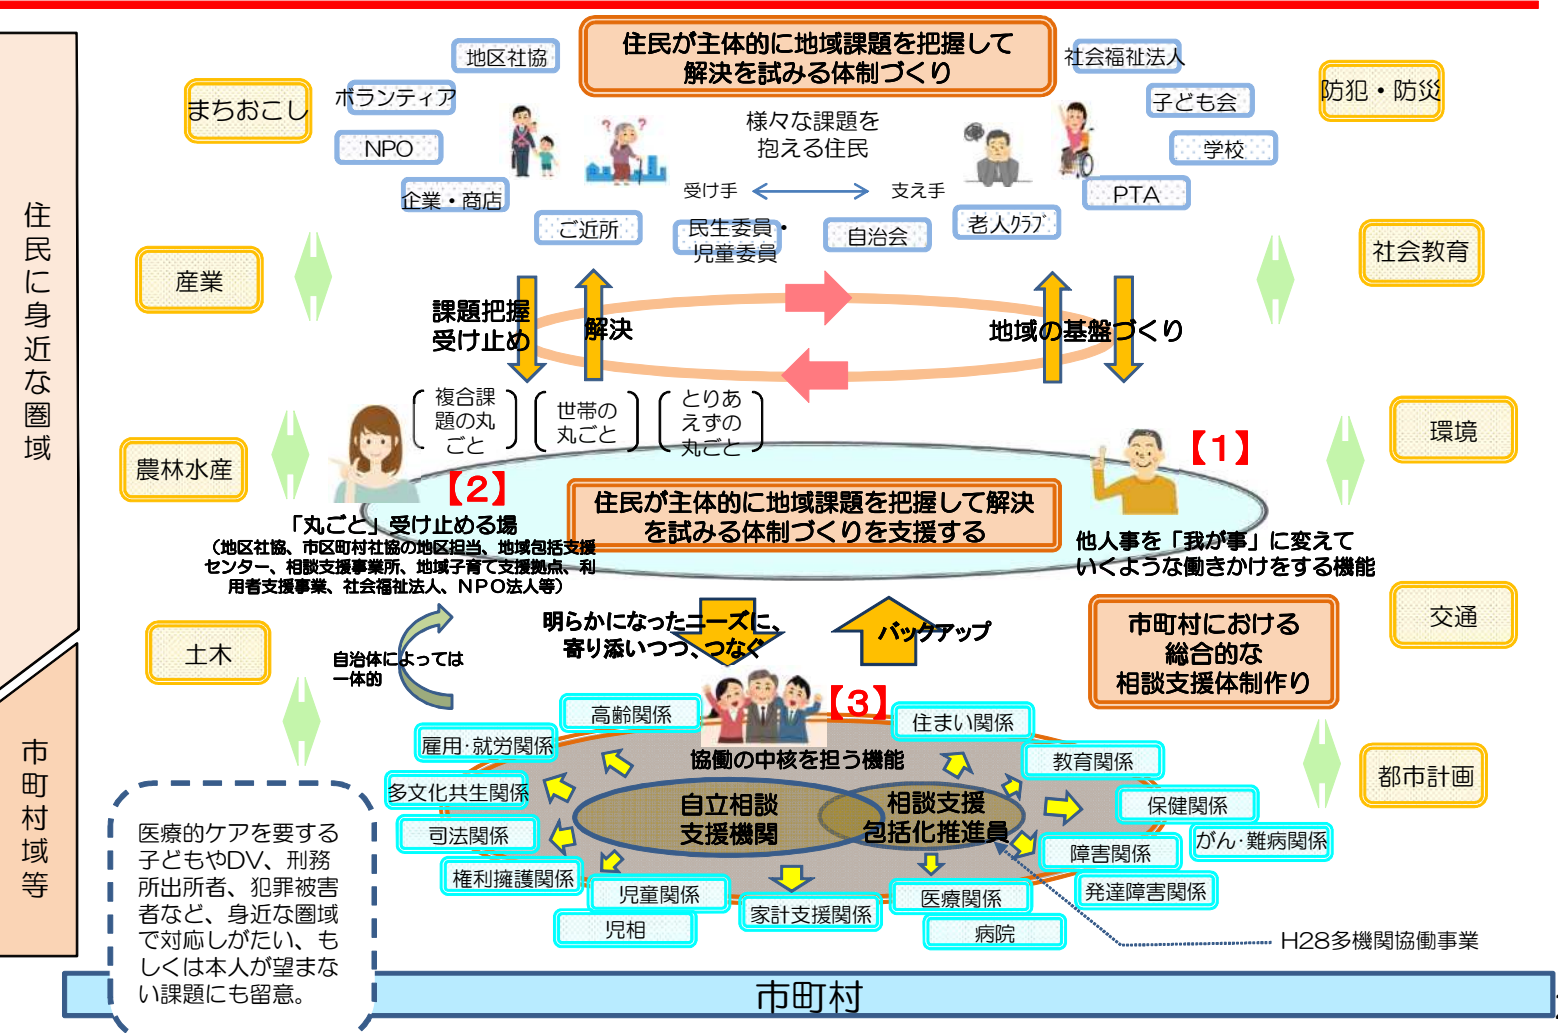 住民が主体的に地域課題を把握して
解決を試みる体制づくり
地区社協
ボランティア
NPO
企業・商店
ご近所
民生委員・
児童委員
自治会
老人クラブ
社会福祉法人
子ども会
学校
PTA
様々な課題を
抱える住民
受け手
支え手
まちおこし
産業
農林水産
土木
防犯・防災
社会教育
環境
交通
都市計画
住民に身近な圏域
市町村域等
課題把握
受け止め
解決
地域の基盤づくり
複合課
題の丸
ごと
世帯の
丸ごと
とりあ
えずの
丸ごと
【1】
【2】
住民が主体的に地域課題を把握して解決
を試みる体制づくりを支援する
「丸ごと」受け止める場
（地区社協、市区町村社協の地区担当、地域包括支援
センター、相談支援事業所、地域子育て支援拠点、利
用者支援事業、社会福祉法人、NPO法人等）
他人事を「我が事」に変えて
いくような働きかけをする機能
明らかになったニーズに、
寄り添いつつ、つなぐ
バックアップ
自治体によっては
一体的
市町村における
総合的な
相談支援体制作り
【3】
協働の中核を担う機能
自立相談
支援機関
相談支援
包括化推進員
高齢関係
雇用・就労関係
多文化共生関係
司法関係
権利擁護関係
児童関係
児相
家計支援関係
医療関係
病院
住まい関係
教育関係
保健関係
がん・難病関係
障害関係
発達障害関係
H28多機関協働事業
医療的ケアを要する
子どもやDV、刑務
所出所者、犯罪被害
者など、身近な圏域
で対応しがたい、も
しくは本人が望まな
い課題にも留意。
市町村